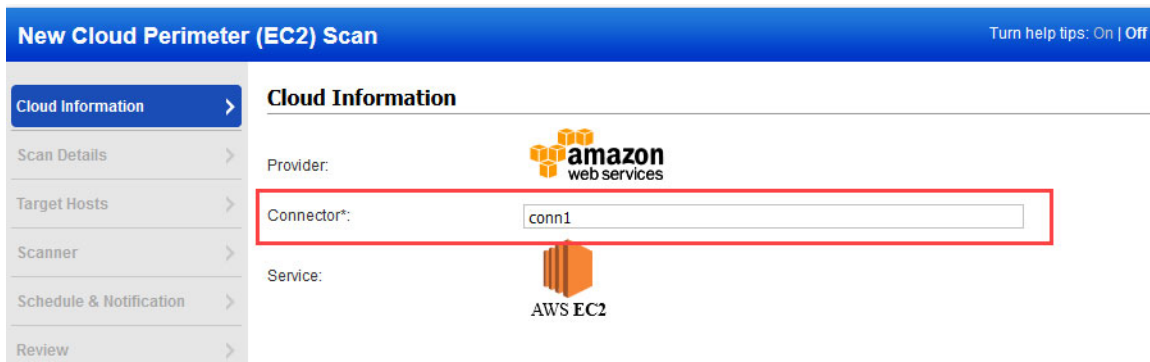 New Cloud Perimeter (EC2) Scan
Turn help tips: On | Off
Cloud Information
Scan Details
Target Hosts
Scanner
Schedule & Notification
Review
Cloud Information
Provider:
amazon
web services
Connector*:
conn1
Service:
AWS EC2